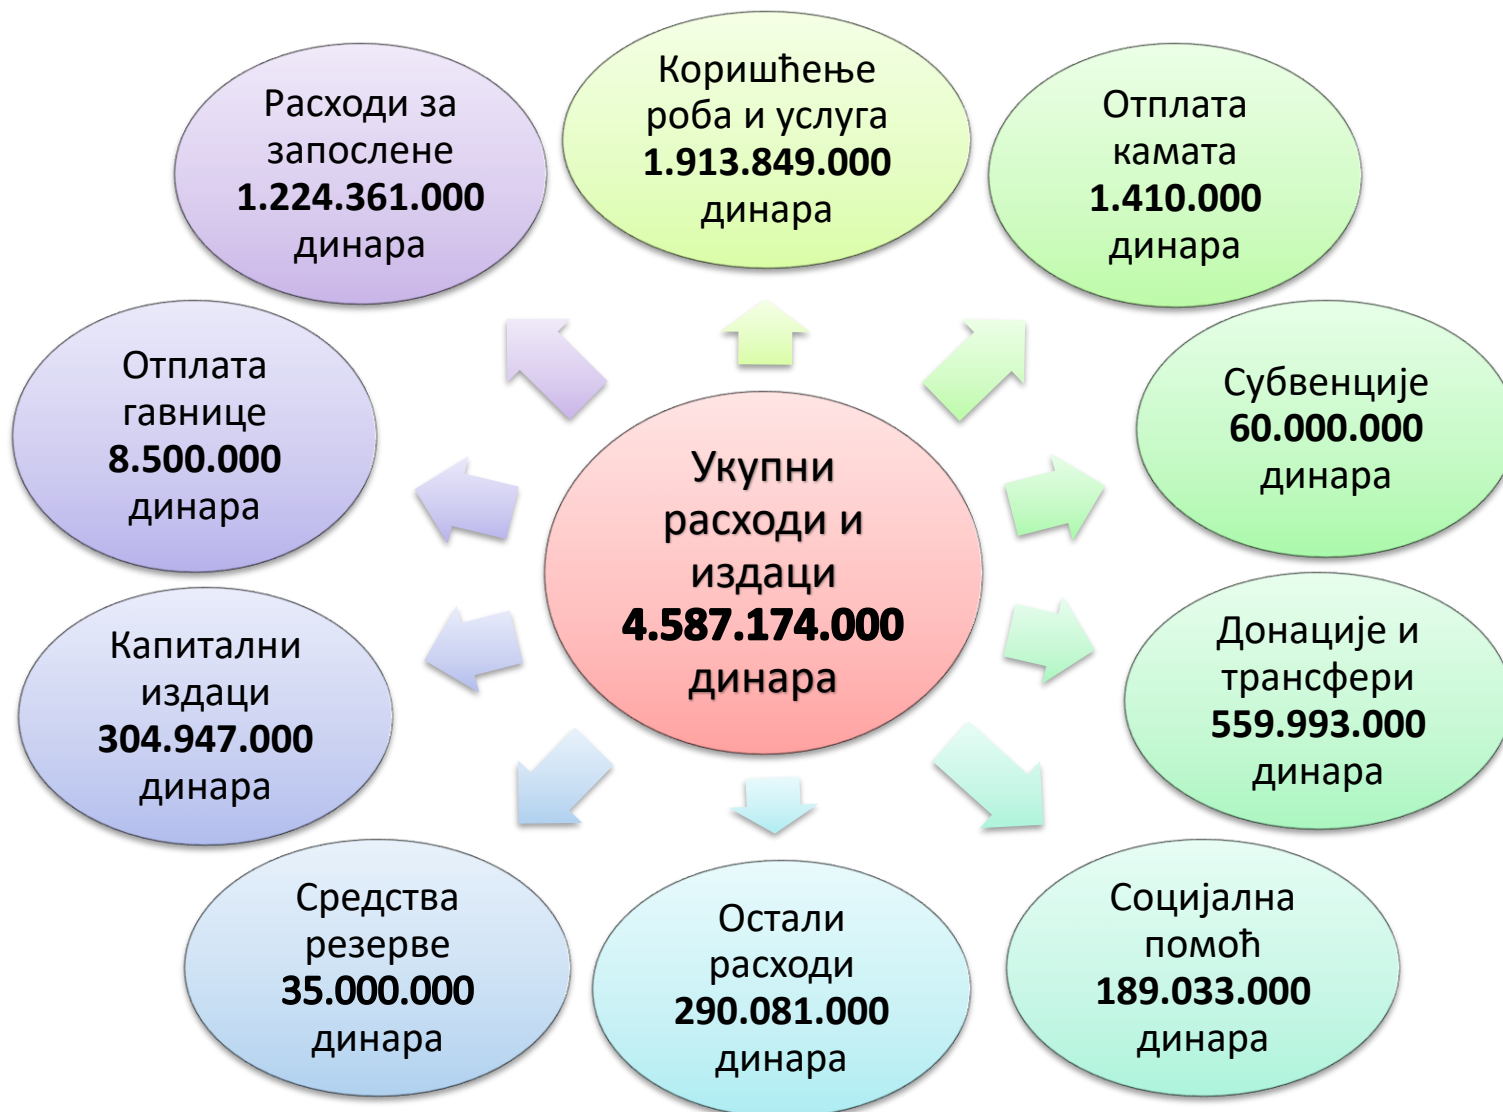 Расходи за
запослене
1.224.361.000
динара
Коришћење
роба и услуга
1.913.849.000
динара
Отплата
камата
1.410.000
динара
Отплата
гавнице
8.500.000
динара
Субвенције
60.000.000
динара
Укупни
расходи и
издаци
4.587.174.000
динара
Капитални
издаци
304.947.000
динара
Донације и
трансфери
559.993.000
динара
Средства
резерве
35.000.000
динара
Остали
расходи
290.081.000
динара
Социјална
помоћ
189.033.000
динара